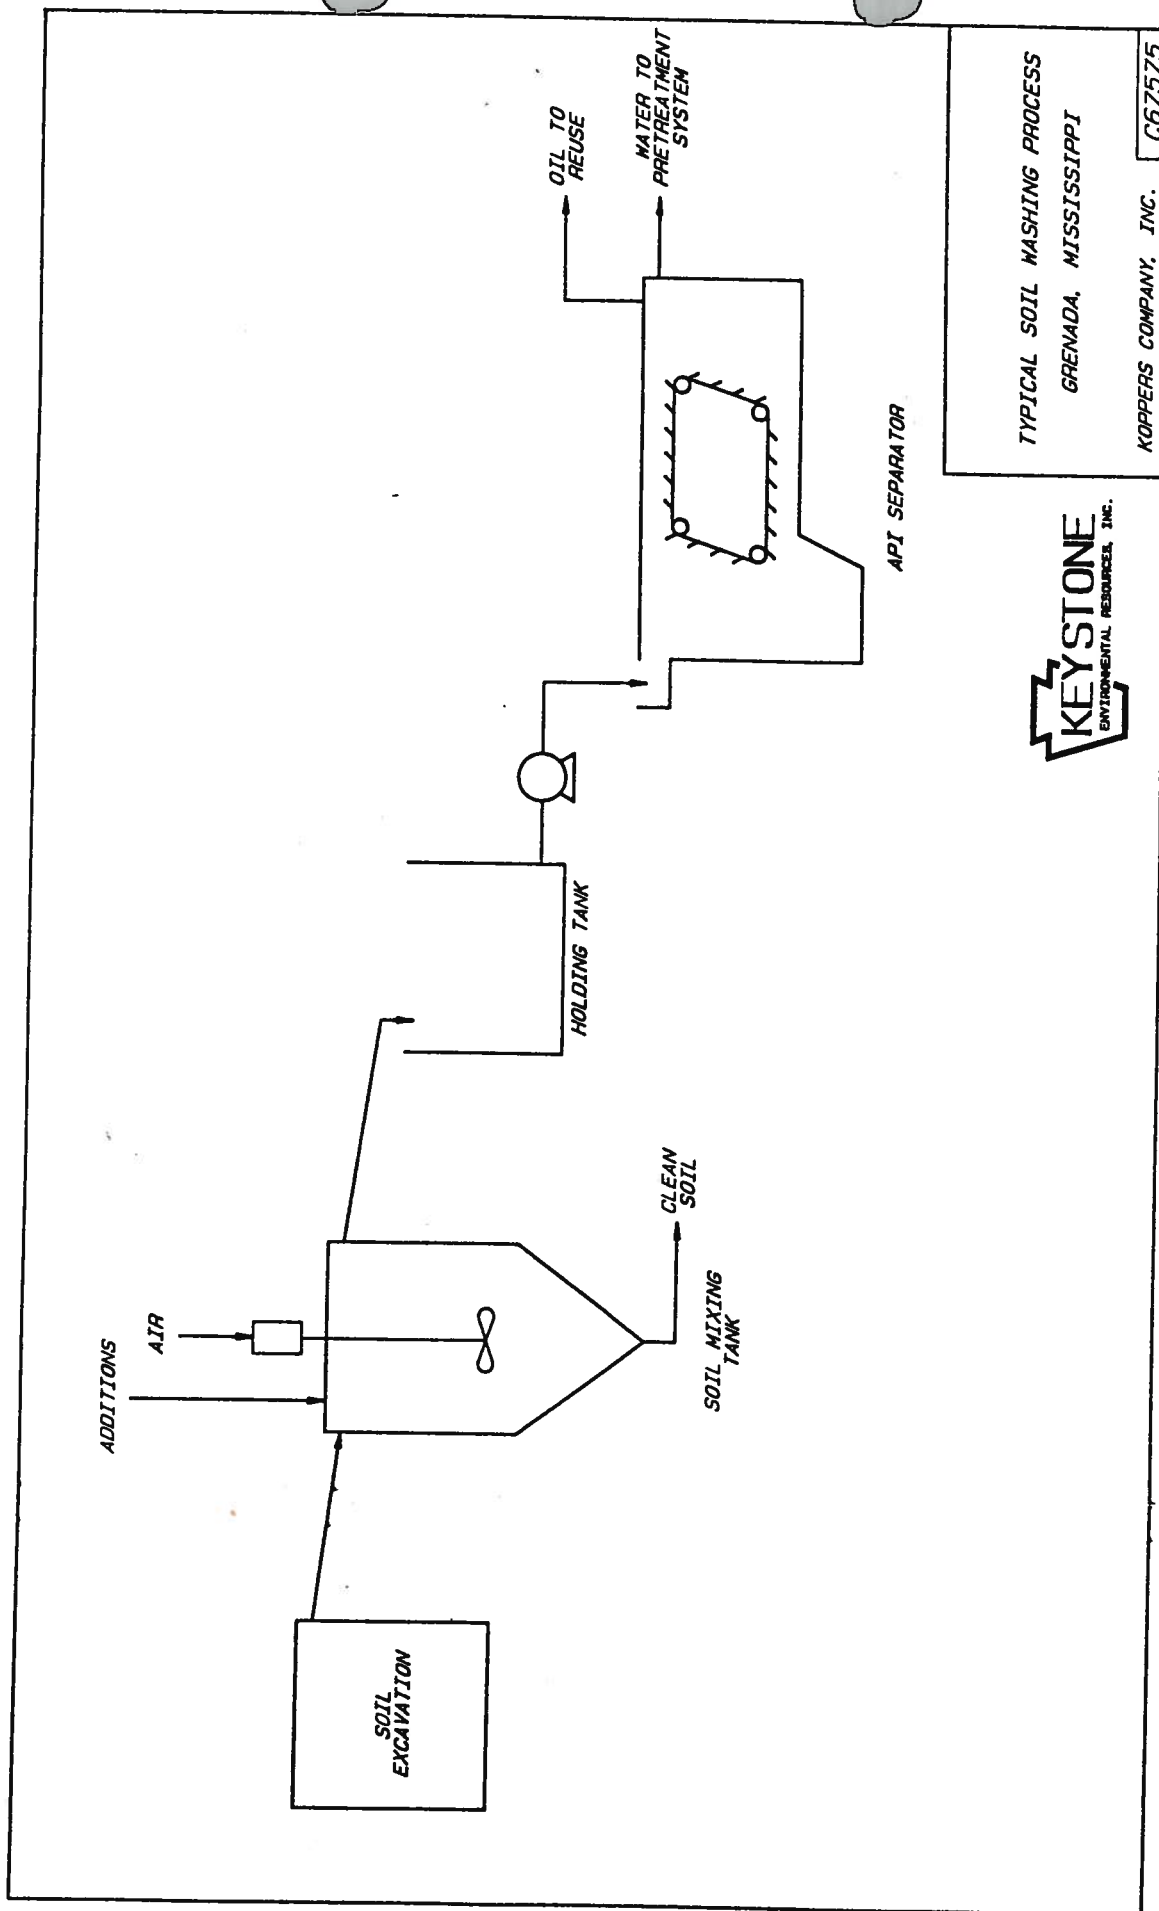 ADDITIONS
AIR
SOIL
EXCAVATION
SOIL MIXING
TANK
CLEAN
SOIL
HOLDING TANK
API SEPARATOR
OIL TO
REUSE
WATER TO
PRETREATMENT
SYSTEM
KEYSTONE
ENVIRONMENTAL RESOURCES, INC.
TYPICAL SOIL WASHING PROCESS
GRENADA, MISSISSIPPI
KOPPERS COMPANY, INC.
C67575